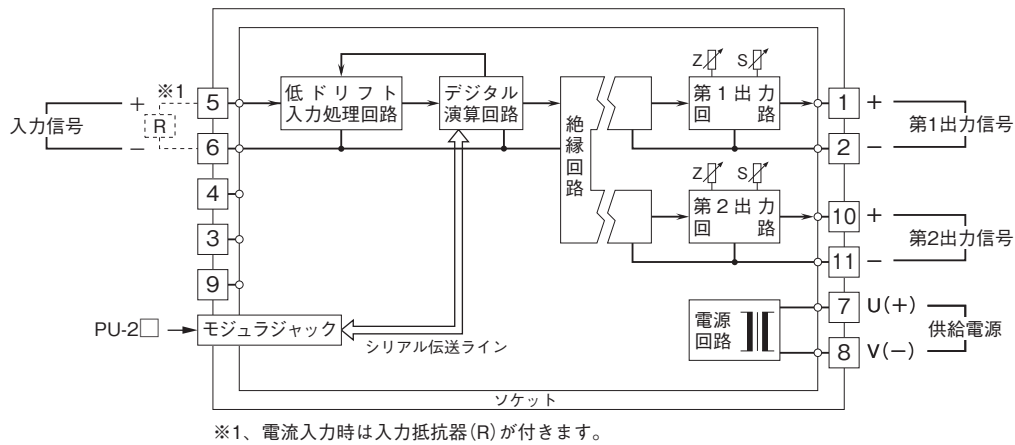 ※1
5
+
入力信号
R
−
6
4
3
9
PU-2□
モジュラジャック
シリアル伝送ライン
低ドリフト
入力処理回路
デジタル
演算回路
絶縁回路
Z
S
第1出力
回路
Z
S
第2出力
回路
電源
回路
1
+
第1出力信号
2
−
10
+
第2出力信号
11
−
7
U(+)
供給電源
8
V(−)
ソケット
※1、電流入力時は入力抵抗器(R)が付きます。